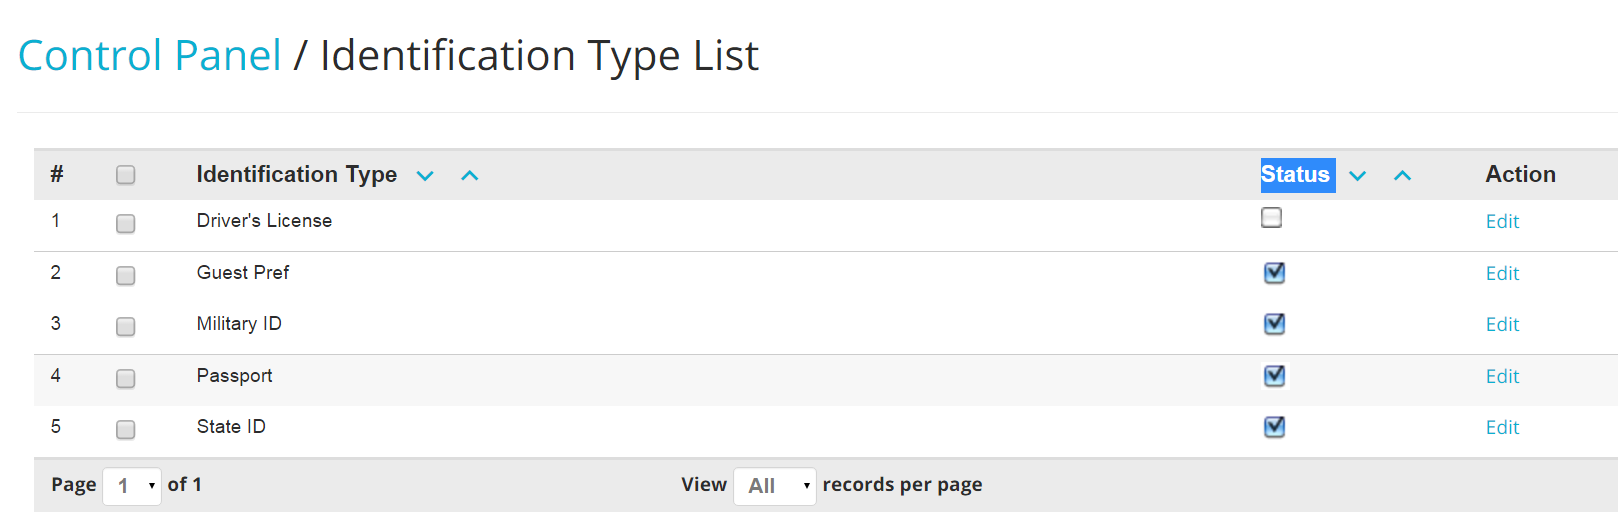 Control Panel / Identification Type List
# Identification Type Status Action
1 Driver's License Edit
2 Guest Pref Edit
3 Military ID Edit
4 Passport Edit
5 State ID Edit
Page 1 of 1 View All records per page